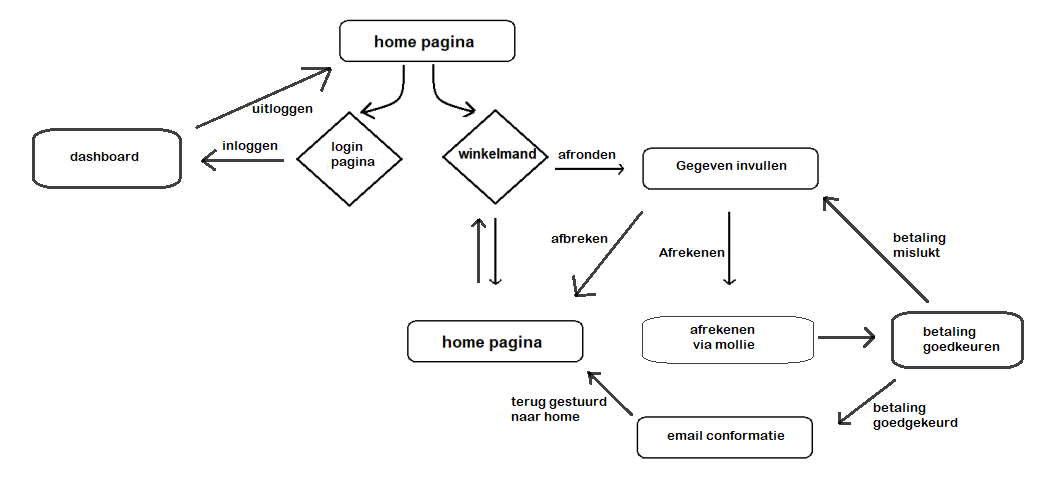 home pagina
uitloggen
dashboard
inloggen
login
pagina
winkelmand
afronden
Gegeven invullen
afbreken
Afrekenen
betaling
mislukt
home pagina
afrekenen
via mollie
betaling
goedkeuren
terug gestuurd
naar home
betaling
goedgekeurd
email conformatie